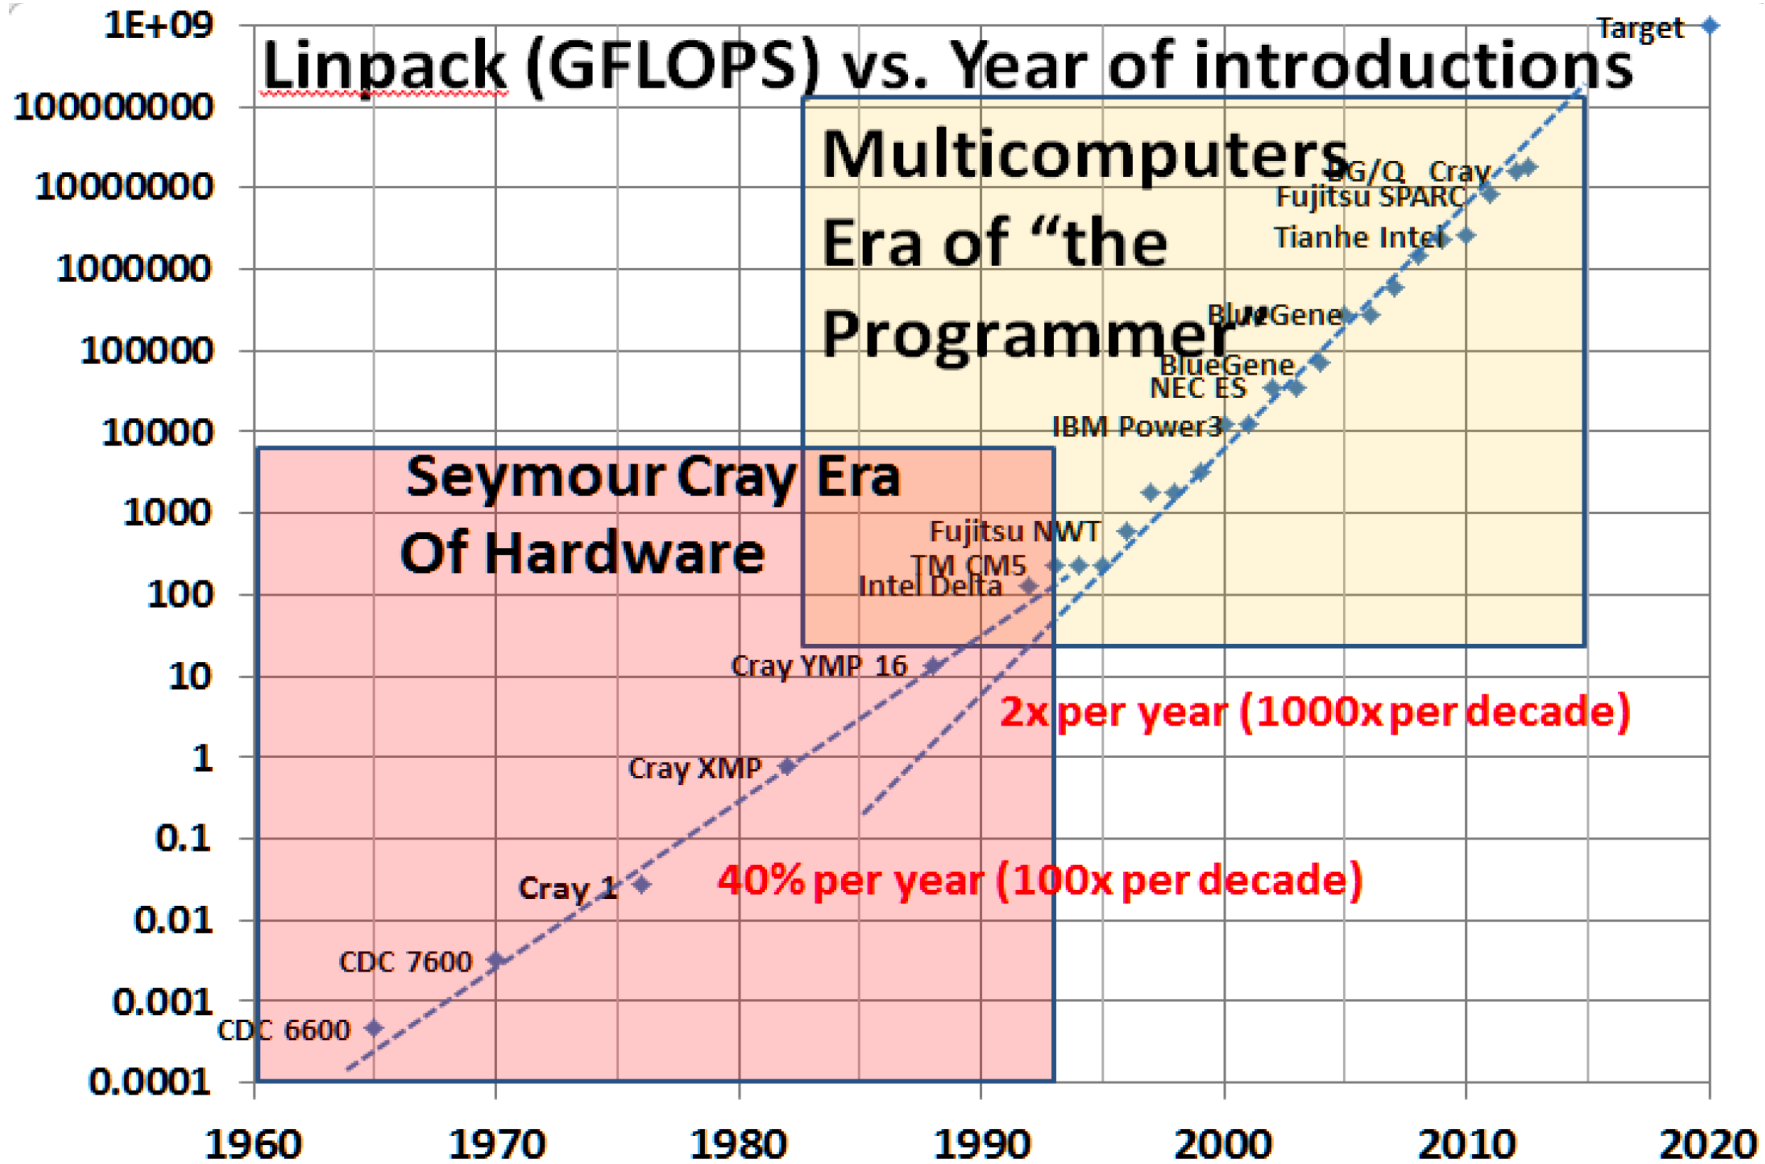 Linpack (GFLOPS) vs. Year of introductions
Target
1E+09
100000000
10000000
1000000
100000
10000
1000
100
10
1
0.1
0.01
0.001
0.0001
Multicomputers
Era of “the
Programmer”
BG/Q Cray
Fujitsu SPARC
Tianhe Intel
BlueGene
BlueGene
NEC ES
IBM Power3
Seymour Cray Era
Of Hardware
Fujitsu NWT
TM CM5
Intel Delta
Cray YMP 16
2x per year (1000x per decade)
Cray XMP
40% per year (100x per decade)
Cray 1
CDC 7600
CDC 6600
1960 1970 1980 1990 2000 2010 2020